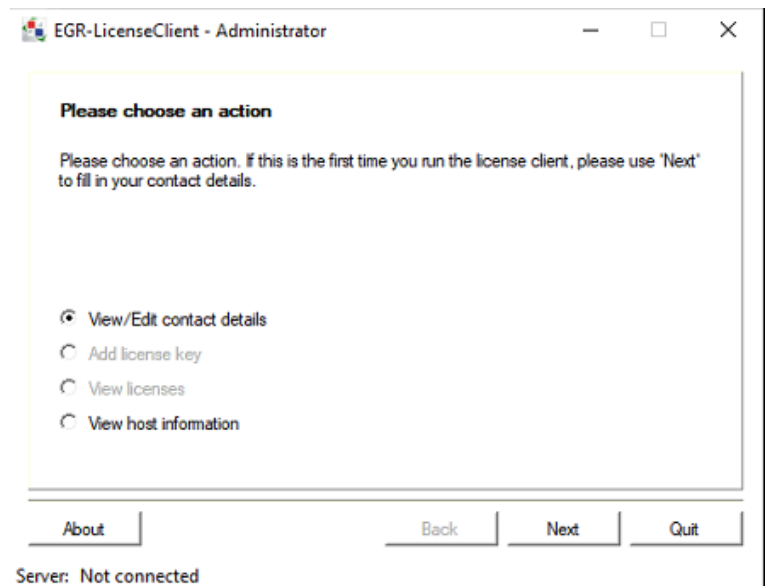 EGR-LicenseClient - Administrator
Please choose an action
Please choose an action. If this is the first time you run the license client, please use 'Next'
to fill in your contact details.
View/Edit contact details
Add license key
View licenses
View host information
About
Back
Next
Quit
Server: Not connected